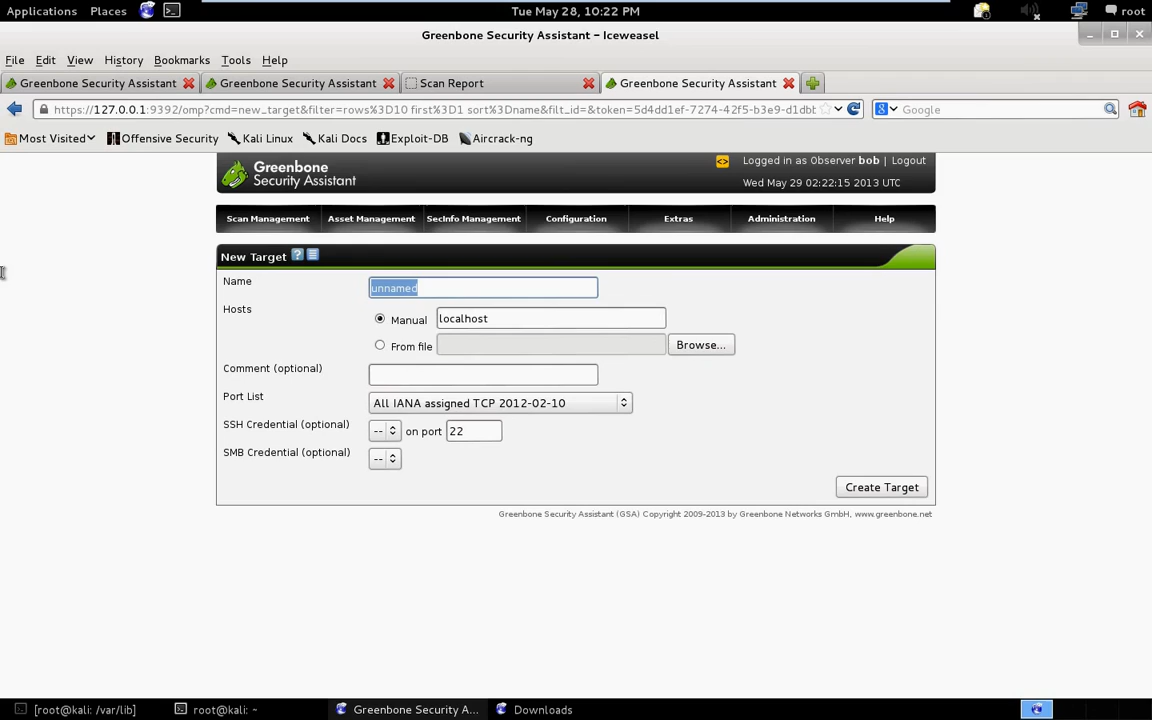 Applications Places Tue May 28, 10:22 PM root
Greenbone Security Assistant - Iceweasel
File Edit View History Bookmarks Tools Help
Greenbone Security Assistant Greenbone Security Assistant Scan Report Greenbone Security Assistant
https://127.0.0.1:9392/omp?cmd=new_target&filter=rows%3D10 first%3D1 sort%3Dname&filt_id=&token=5d4dd1ef-7274-42f5-b3e9-d1dbt Google
Most Visited Offensive Security Kali Linux Kali Docs Exploit-DB Aircrack-ng
Greenbone
Security Assistant
Logged in as Observer bob | Logout
Wed May 29 02:22:15 2013 UTC
Scan Management Asset Management SecInfo Management Configuration Extras Administration Help
New Target ?
Name unnamed
Hosts Manual localhost
From file Browse...
Comment (optional)
Port List All IANA assigned TCP 2012-02-10
SSH Credential (optional) -- on port 22
SMB Credential (optional) --
Create Target
Greenbone Security Assistant (GSA) Copyright 2009-2013 by Greenbone Networks GmbH, www.greenbone.net
[root@kali: /var/lib] root@kali: ~ Greenbone Security A... Downloads